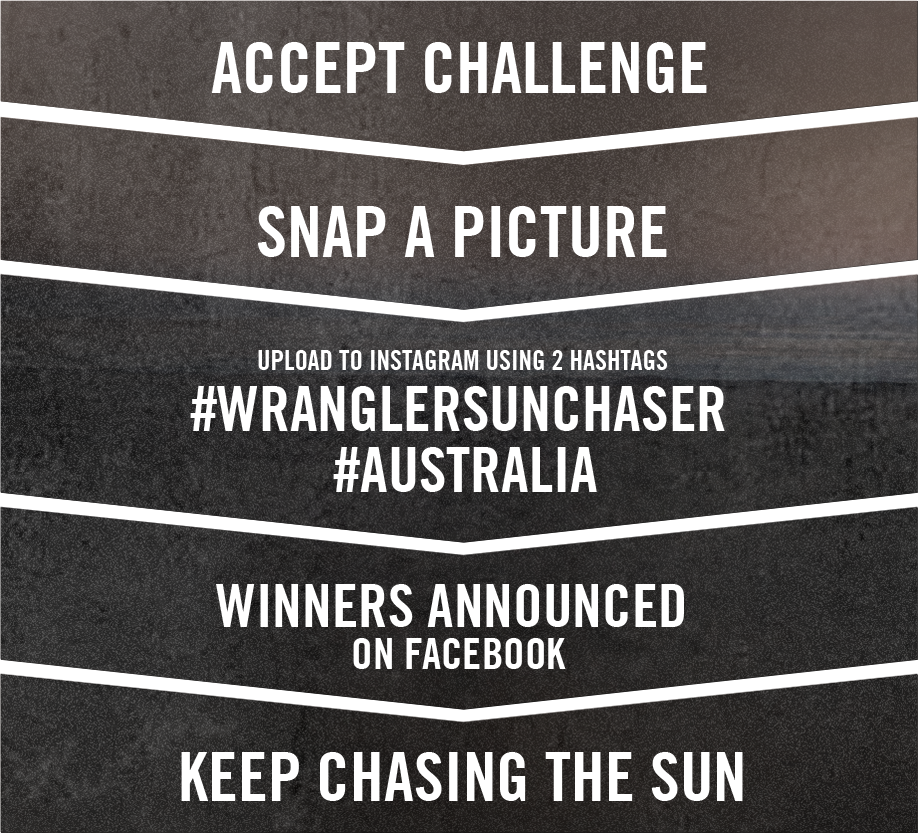 ACCEPT CHALLENGE
SNAP A PICTURE
UPLOAD TO INSTAGRAM USING 2 HASHTAGS
#WRANGLERSUNCHASER
#AUSTRALIA
WINNERS ANNOUNCED
ON FACEBOOK
KEEP CHASING THE SUN